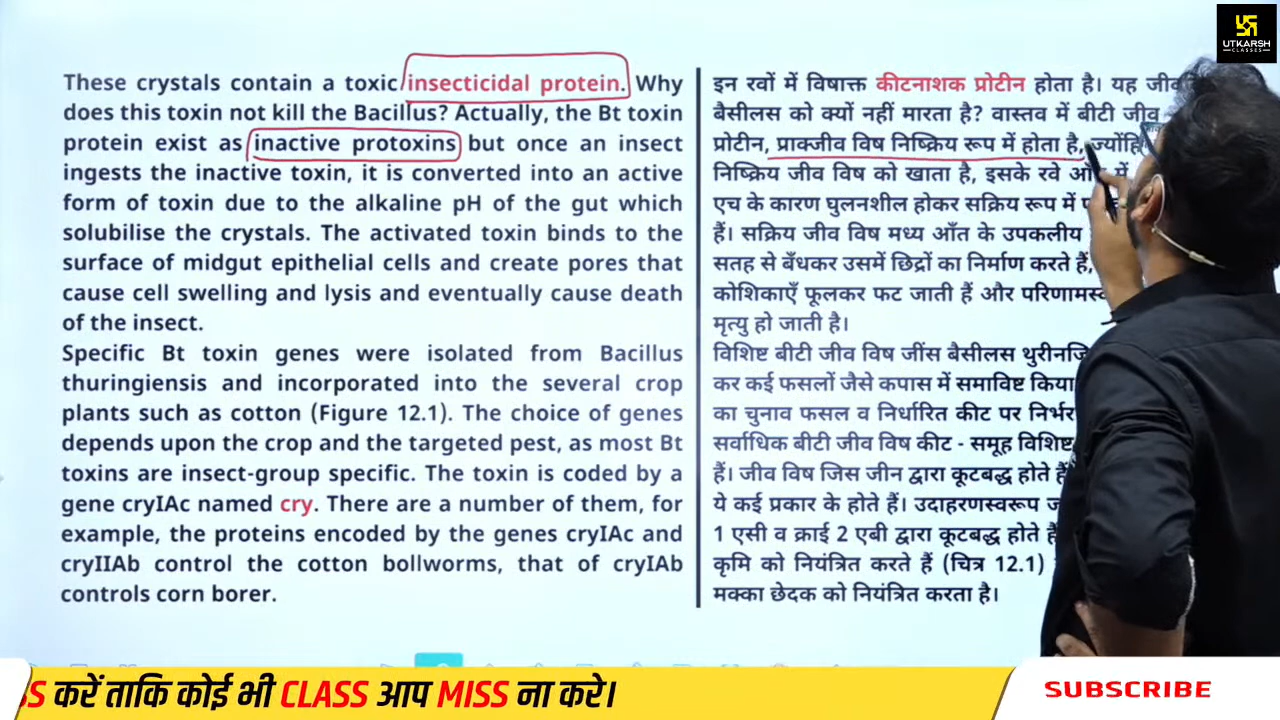 UTKARSH
CLASSES
These crystals contain a toxic insecticidal protein. Why
does this toxin not kill the Bacillus? Actually, the Bt toxin
protein exist as inactive protoxins but once an insect
ingests the inactive toxin, it is converted into an active
form of toxin due to the alkaline pH of the gut which
solubilise the crystals. The activated toxin binds to the
surface of midgut epithelial cells and create pores that
cause cell swelling and lysis and eventually cause death
of the insect.
Specific Bt toxin genes were isolated from Bacillus
thuringiensis and incorporated into the several crop
plants such as cotton (Figure 12.1). The choice of genes
depends upon the crop and the targeted pest, as most Bt
toxins are insect-group specific. The toxin is coded by a
gene cryIAc named cry. There are a number of them, for
example, the proteins encoded by the genes cryIAc and
cryIIAb control the cotton bollworms, that of cryIAb
controls corn borer.
इन रवों में विषाक्त कीटनाशक प्रोटीन होता है। यह
बैसीलस को क्यों नहीं मारता है? वास्तव में बीटी जीव
प्रोटीन, प्राक्जीव विष निष्क्रिय रूप में होता है,
निष्क्रिय जीव विष को खाता है, इसके रवे
एच के कारण घुलनशील होकर सक्रिय रूप में
हैं। सक्रिय जीव विष मध्य आँत के उपकलीय
सतह से बँधकर उसमें छिद्रों का निर्माण करते हैं,
कोशिकाएँ फूलकर फट जाती हैं और
मृत्यु हो जाती है।
विशिष्ट बीटी जीव विष जींस बैसीलस
कर कई फसलों जैसे कपास में समाविष्ट किया
का चुनाव फसल व निर्धारित कीट पर
सर्वाधिक बीटी जीव विष कीट - समूह विशिष्ट
हैं। जीव विष जिस जीन द्वारा कूटबद्ध होते हैं
ये कई प्रकार के होते हैं। उदाहरणस्वरूप
1 एसी व क्राई 2 एबी द्वारा कूटबद्ध होते
कृमि को नियंत्रित करते हैं (चित्र 12.1)
मक्का छेदक को नियंत्रित करता है।
करें ताकि कोई भी CLASS आप MISS ना करे।
SUBSCRIBE